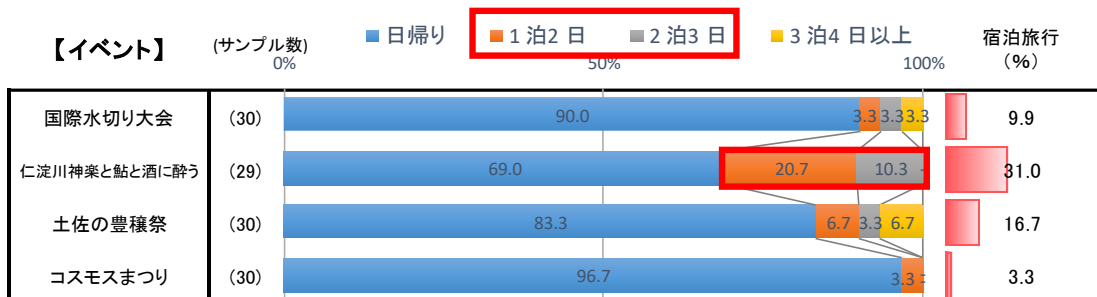 【イベント】 (サンプル数) 日帰り 1泊2日 2泊3日 3泊4日以上 宿泊旅行
(%)
0% 50% 100%
国際水切り大会 (30) 90.0 3.3 3.3 3.3 9.9
仁淀川神楽と鮎と酒に酔う (29) 69.0 20.7 10.3 - 31.0
土佐の豊穣祭 (30) 83.3 6.7 3.3 6.7 16.7
コスモスまつり (30) 96.7 3.3 - - 3.3